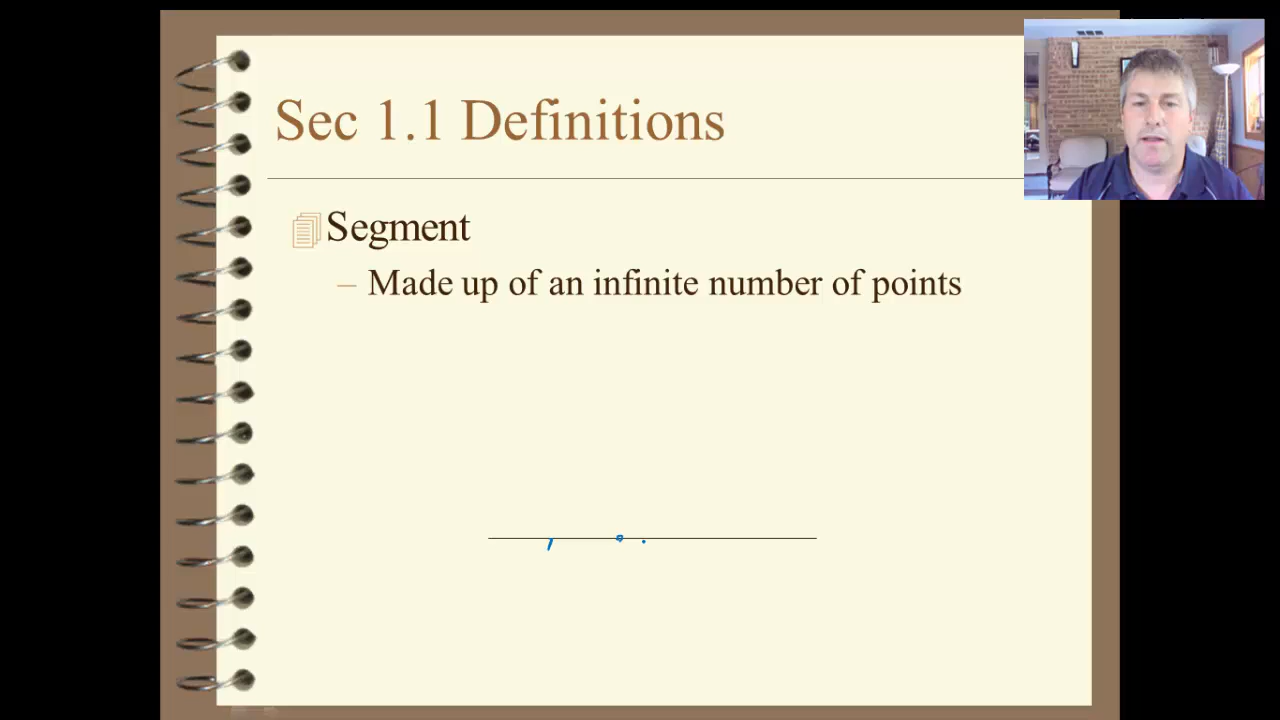 Sec 1.1 Definitions
Segment
– Made up of an infinite number of points